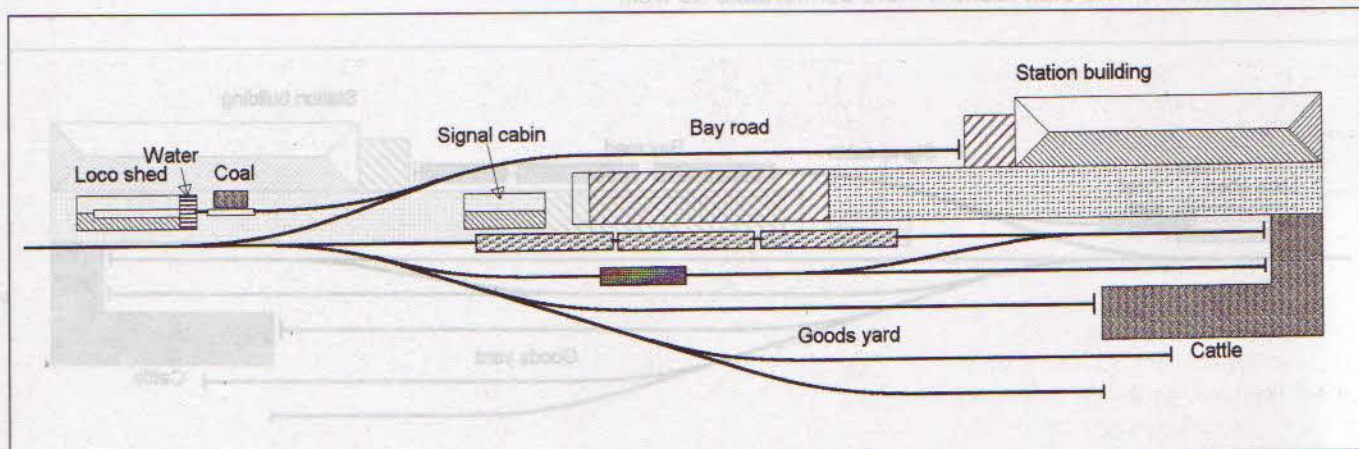 Station building
Bay road
Signal cabin
Water
Loco shed
Coal
Goods yard
Cattle